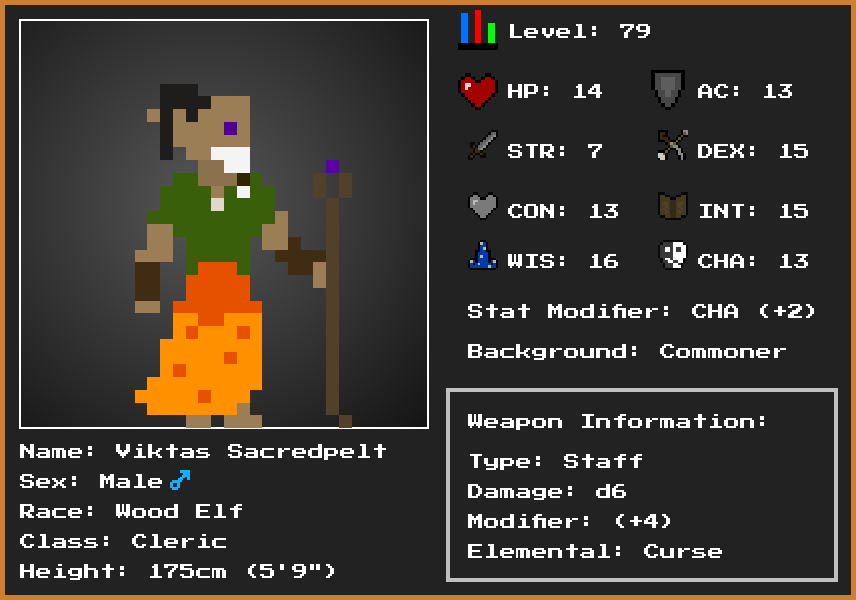 Level: 79
HP: 14
AC: 13
STR: 7
DEX: 15
CON: 13
INT: 15
WIS: 16
CHA: 13
Stat Modifier: CHA (+2)
Background: Commoner
Weapon Information:
Type: Staff
Damage: d6
Modifier: (+4)
Elemental: Curse
Name: Viktas Sacredpelt
Sex: Male♂
Race: Wood Elf
Class: Cleric
Height: 175cm (5'9")